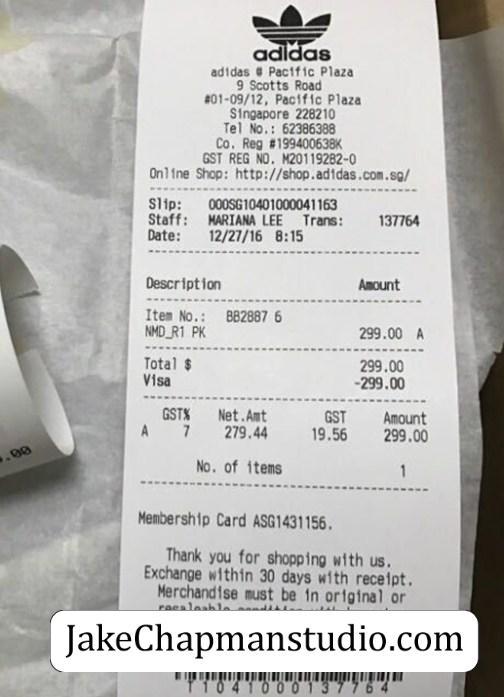 adidas
adidas @ Pacific Plaza
9 Scotts Road
#01-09/12, Pacific Plaza
Singapore 228210
Tel No.: 62386388
Co. Reg #199400638K
GST REG NO. M20119282-0
Online Shop: http://shop.adidas.com.sg/
Slip: 000SG10401000041163
Staff: MARIANA LEE Trans: 137764
Date: 12/27/16 8:15
Description Amount
Item No.: BB2887 6
NMD_R1 PK 299.00 A
Total $ 299.00
Visa -299.00
GST% Net.Amt GST Amount
A 7 279.44 19.56 299.00
No. of items 1
Membership Card ASG1431156.
Thank you for shopping with us.
Exchange within 30 days with receipt.
Merchandise must be in original or
JakeChapmanstudio.com
T1041000137764
.00